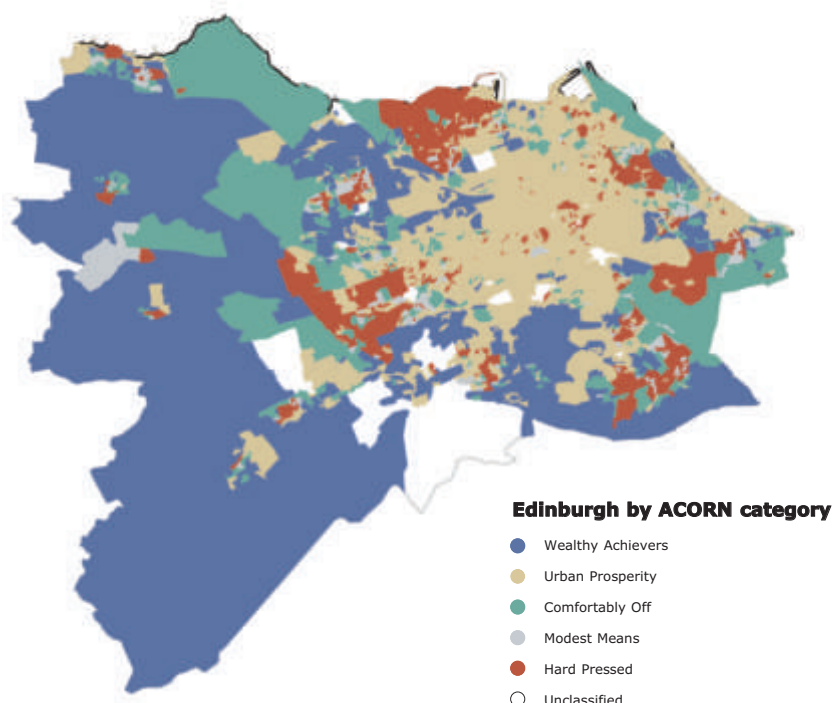 Edinburgh by ACORN category
Wealthy Achievers
Urban Prosperity
Comfortably Off
Modest Means
Hard Pressed
Unclassified